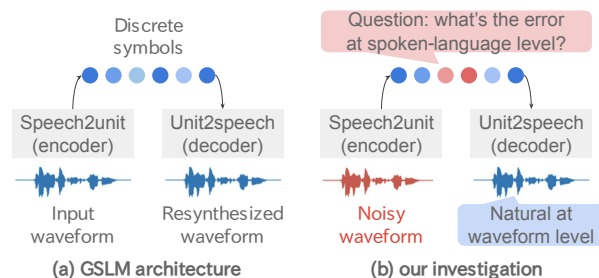 Discrete
symbols
Speech2unit
(encoder)
Unit2speech
(decoder)
Input
waveform
Resynthesized
waveform
(a) GSLM architecture
Question: what's the error
at spoken-language level?
Speech2unit
(encoder)
Unit2speech
(decoder)
Noisy
waveform
Natural at
waveform level
(b) our investigation